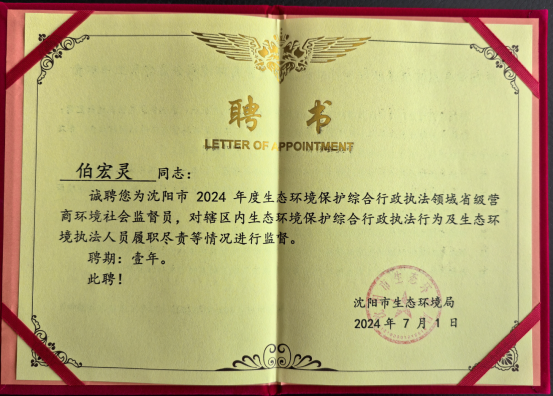 聘 书
LETTER OF APPOINTMENT
伯宏灵 同志：
诚聘您为沈阳市 2024 年度生态环境保护综合行政执法领域省级营
商环境社会监督员，对辖区内生态环境保护综合行政执法行为及生态环
境执法人员履职尽责等情况进行监督。
聘期：壹年。
此聘！
沈阳市生态环境局
2024 年 7 月 1 日